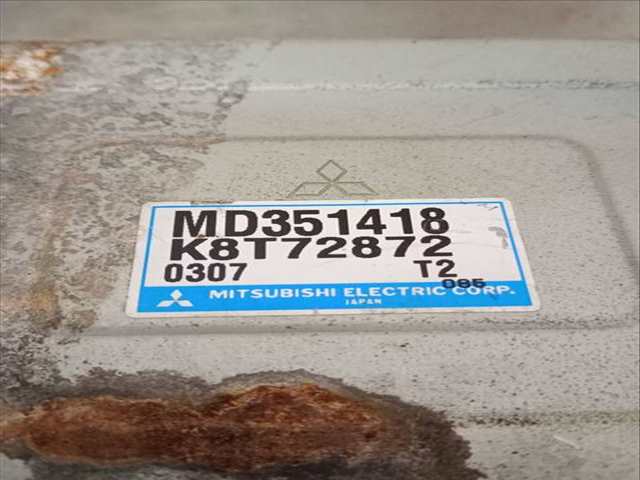 MD351418
K8T72872
0307 T2
085
MITSUBISHI ELECTRIC CORP.
JAPAN